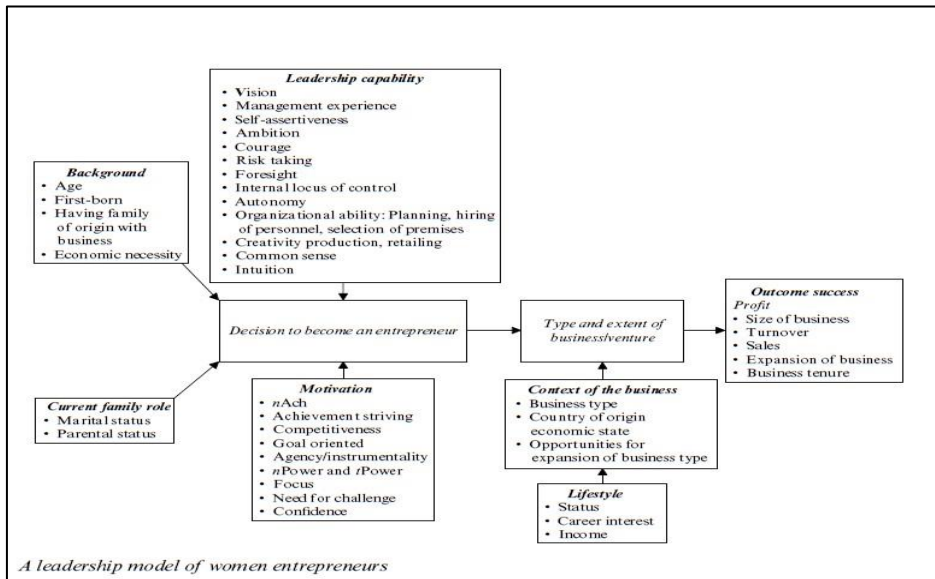 Leadership capability
• Vision
• Management experience
• Self-assertiveness
• Ambition
• Courage
• Risk taking
• Foresight
• Internal locus of control
• Autonomy
• Organizational ability: Planning, hiring
of personnel, selection of premises
• Creativity production, retailing
• Common sense
• Intuition
Background
• Age
• First-born
• Having family
of origin with
business
• Economic necessity
Decision to become an entrepreneur
Type and extent of
business/venture
Outcome success
Profit
• Size of business
• Turnover
• Sales
• Expansion of business
• Business tenure
Current family role
• Marital status
• Parental status
Motivation
• nAch
• Achievement striving
• Competitiveness
• Goal oriented
• Agency/instrumentality
• nPower and tPower
• Focus
• Need for challenge
• Confidence
Context of the business
• Business type
• Country of origin
economic state
• Opportunities for
expansion of business type
Lifestyle
• Status
• Career interest
• Income
A leadership model of women entrepreneurs